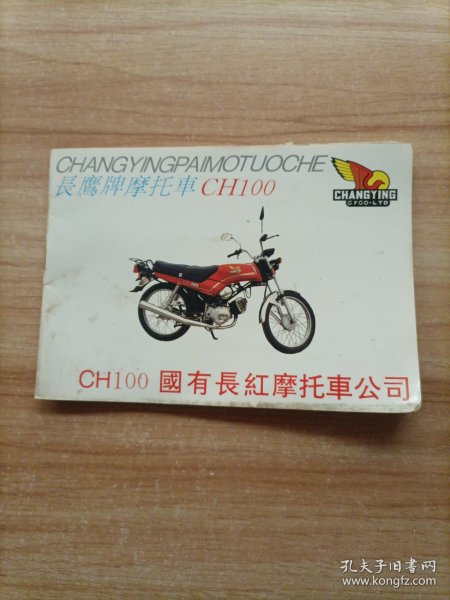 CHANGYINGPAIMOTUOCHE
長鷹牌摩托車 CH100
CHANGYING
CYCO-LTD
CH100 國有長紅摩托車公司
孔夫子旧书网
www.kongfz.com